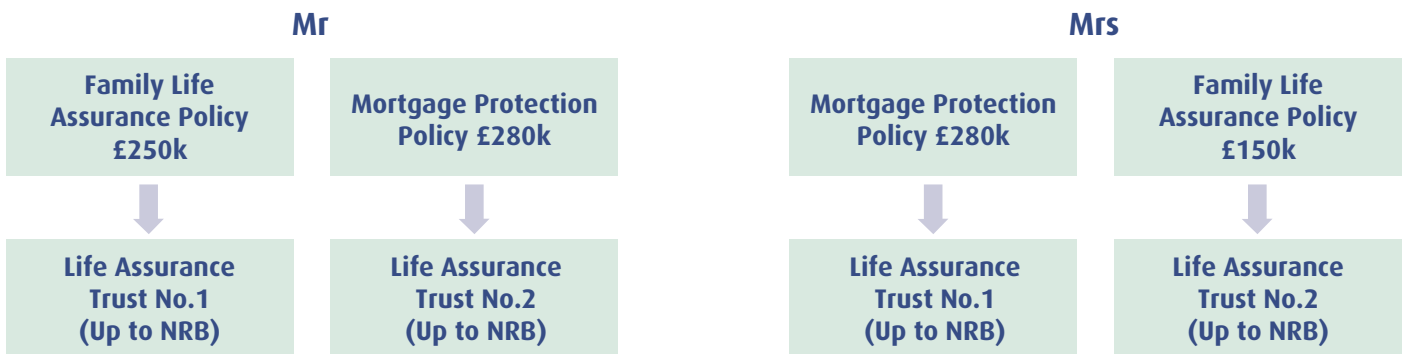 Mr
Family Life
Assurance Policy
£250k
Mortgage Protection
Policy £280k
Life Assurance
Trust No.1
(Up to NRB)
Life Assurance
Trust No.2
(Up to NRB)
Mrs
Mortgage Protection
Policy £280k
Family Life
Assurance Policy
£150k
Life Assurance
Trust No.1
(Up to NRB)
Life Assurance
Trust No.2
(Up to NRB)